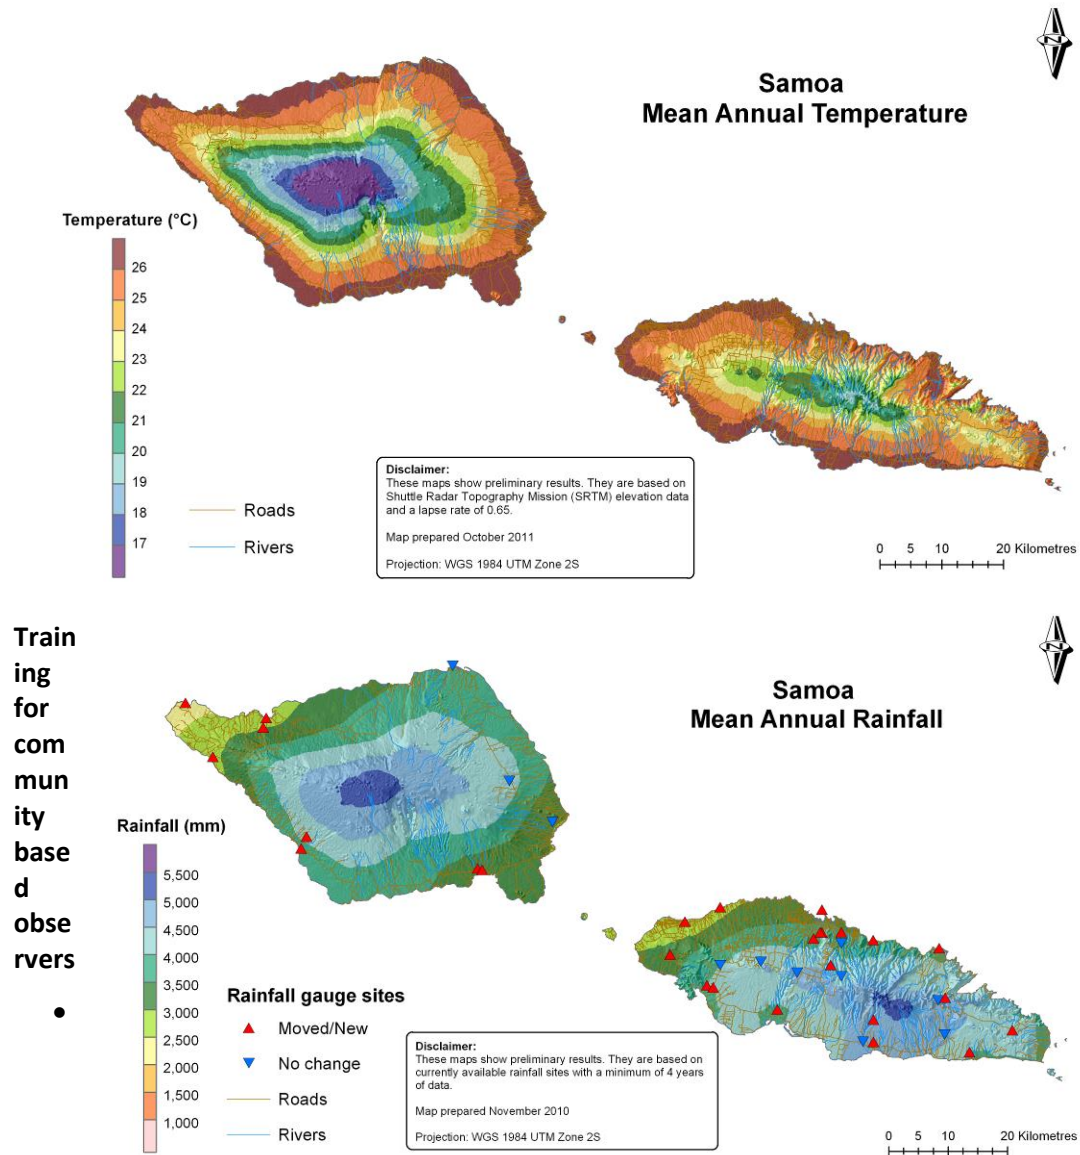 N
Samoa
Mean Annual Temperature
Temperature (°C)
26
25
24
23
22
21
20
19
18
17
Roads
Rivers
Disclaimer:
These maps show preliminary results. They are based on
Shuttle Radar Topography Mission (SRTM) elevation data
and a lapse rate of 0.65.
Map prepared October 2011
Projection: WGS 1984 UTM Zone 2S
0 5 10 20 Kilometres
Train
ing
for
com
mun
ity
base
d
obse
rvers
•
N
Samoa
Mean Annual Rainfall
Rainfall (mm)
5,500
5,000
4,500
4,000
3,500
3,000
2,500
2,000
1,500
1,000
Rainfall gauge sites
Moved/New
No change
Roads
Rivers
Disclaimer:
These maps show preliminary results. They are based on
currently available rainfall sites with a minimum of 4 years
of data.
Map prepared November 2010
Projection: WGS 1984 UTM Zone 2S
0 5 10 20 Kilometres